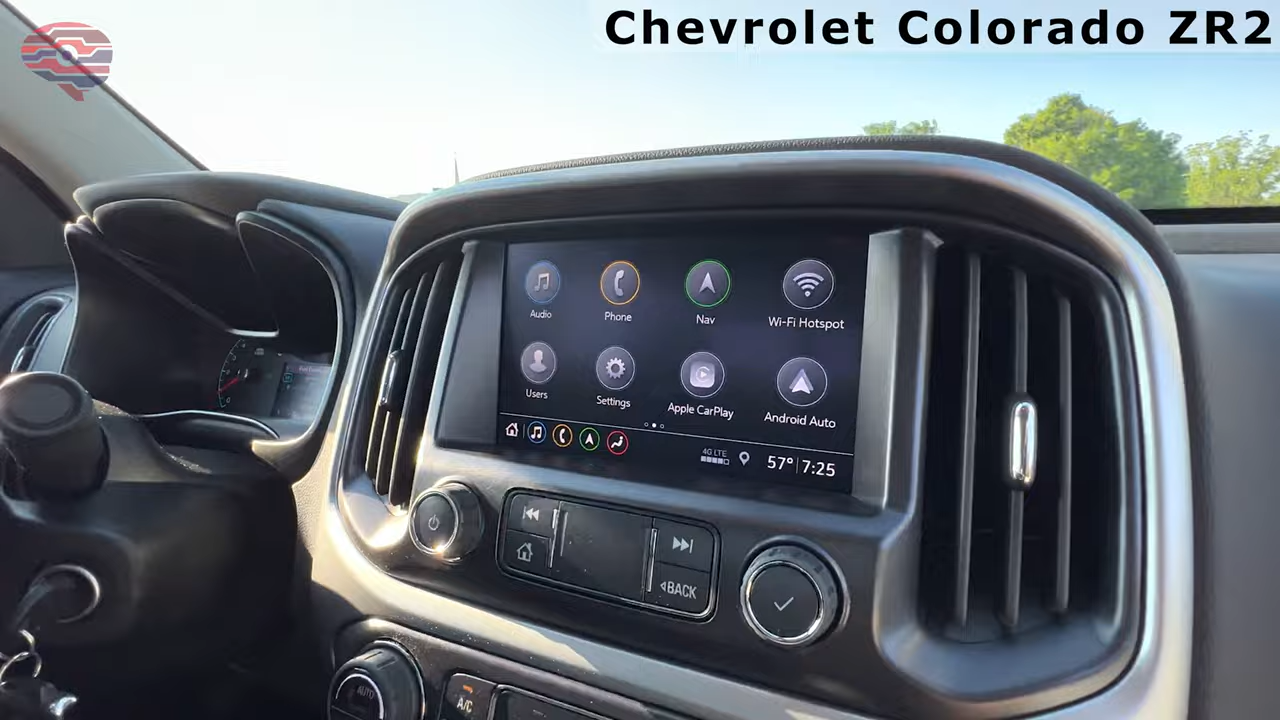 Chevrolet Colorado ZR2
Audio
Phone
Nav
Wi-Fi Hotspot
Users
Settings
Apple CarPlay
Android Auto
4G LTE
57° 7:25
BACK
AUTO
A/C